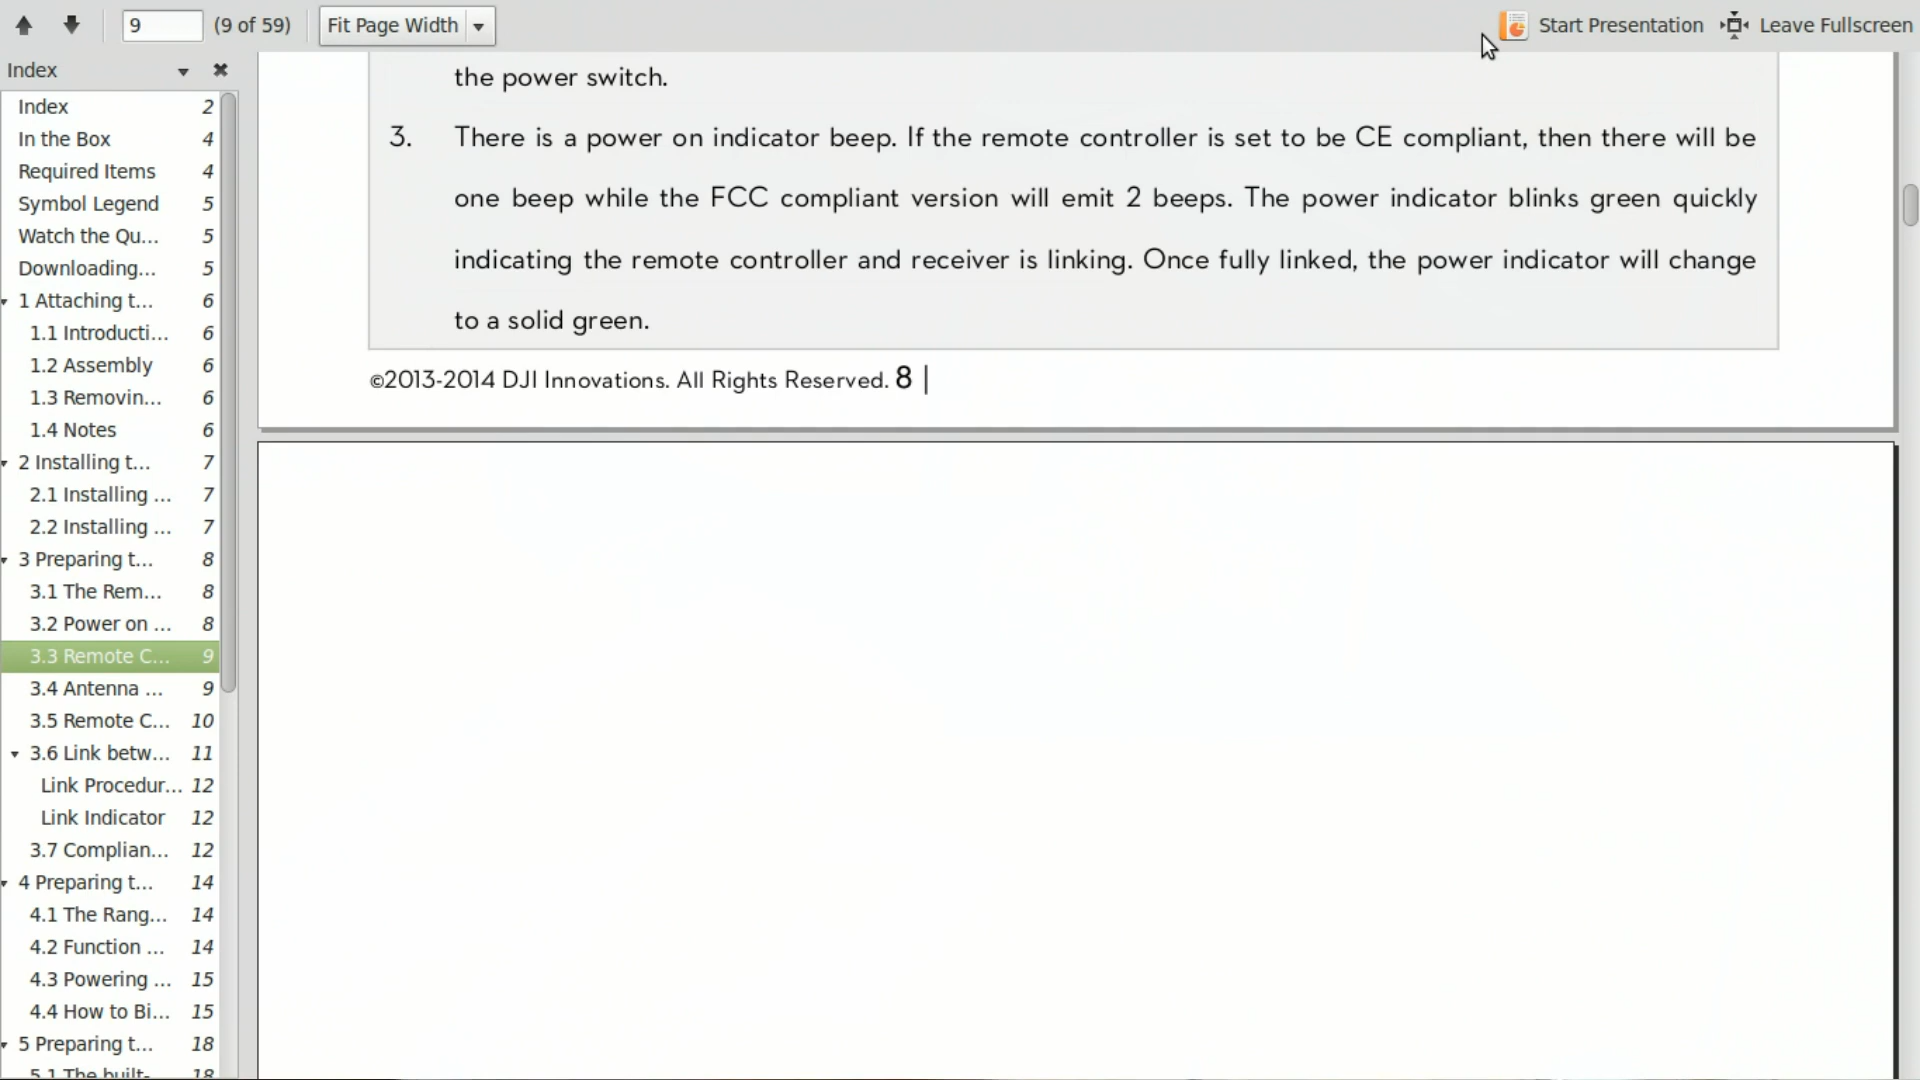 9 (9 of 59) Fit Page Width Start Presentation Leave Fullscreen
Index
Index 2
In the Box 4
Required Items 4
Symbol Legend 5
Watch the Qu... 5
Downloading... 5
1 Attaching t... 6
1.1 Introducti... 6
1.2 Assembly 6
1.3 Removin... 6
1.4 Notes 6
2 Installing t... 7
2.1 Installing ... 7
2.2 Installing ... 7
3 Preparing t... 8
3.1 The Rem... 8
3.2 Power on ... 8
3.3 Remote C... 9
3.4 Antenna ... 9
3.5 Remote C... 10
3.6 Link betw... 11
Link Procedur... 12
Link Indicator 12
3.7 Complian... 12
4 Preparing t... 14
4.1 The Rang... 14
4.2 Function ... 14
4.3 Powering ... 15
4.4 How to Bi... 15
5 Preparing t... 18
5.1 The built- 18
the power switch.
3. There is a power on indicator beep. If the remote controller is set to be CE compliant, then there will be
one beep while the FCC compliant version will emit 2 beeps. The power indicator blinks green quickly
indicating the remote controller and receiver is linking. Once fully linked, the power indicator will change
to a solid green.
©2013-2014 DJI Innovations. All Rights Reserved. 8 |